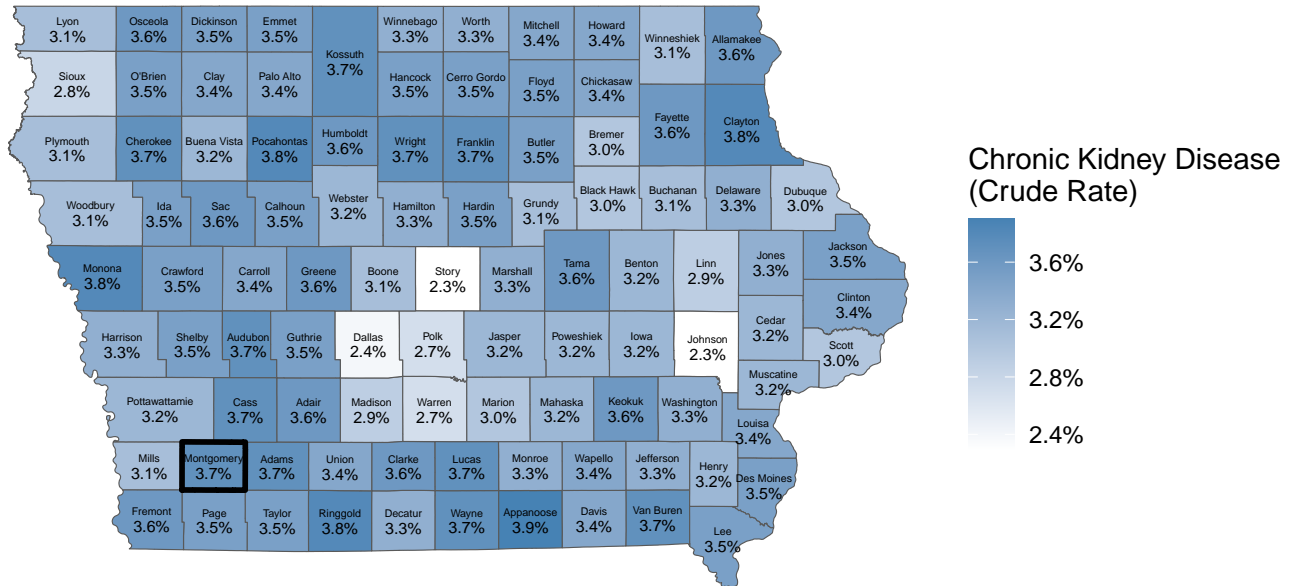 Lyon
3.1%
Osceola
3.6%
Dickinson
3.5%
Emmet
3.5%
Kossuth
3.7%
Winnebago
3.3%
Worth
3.3%
Mitchell
3.4%
Howard
3.4%
Winneshiek
3.1%
Allamakee
3.6%
Sioux
2.8%
O'Brien
3.5%
Clay
3.4%
Palo Alto
3.4%
Hancock
3.5%
Cerro Gordo
3.5%
Floyd
3.5%
Chickasaw
3.4%
Fayette
3.6%
Clayton
3.8%
Plymouth
3.1%
Cherokee
3.7%
Buena Vista
3.2%
Pocahontas
3.8%
Humboldt
3.6%
Wright
3.7%
Franklin
3.7%
Butler
3.5%
Bremer
3.0%
Woodbury
3.1%
Ida
3.5%
Sac
3.6%
Calhoun
3.5%
Webster
3.2%
Hamilton
3.3%
Hardin
3.5%
Grundy
3.1%
Black Hawk
3.0%
Buchanan
3.1%
Delaware
3.3%
Dubuque
3.0%
Monona
3.8%
Crawford
3.5%
Carroll
3.4%
Greene
3.6%
Boone
3.1%
Story
2.3%
Marshall
3.3%
Tama
3.6%
Benton
3.2%
Linn
2.9%
Jones
3.3%
Jackson
3.5%
Clinton
3.4%
Harrison
3.3%
Shelby
3.5%
Audubon
3.7%
Guthrie
3.5%
Dallas
2.4%
Polk
2.7%
Jasper
3.2%
Poweshiek
3.2%
Iowa
3.2%
Johnson
2.3%
Cedar
3.2%
Scott
3.0%
Muscatine
3.2%
Pottawattamie
3.2%
Cass
3.7%
Adair
3.6%
Madison
2.9%
Warren
2.7%
Marion
3.0%
Mahaska
3.2%
Keokuk
3.6%
Washington
3.3%
Louisa
3.4%
Mills
3.1%
Montgomery
3.7%
Adams
3.7%
Union
3.4%
Clarke
3.6%
Lucas
3.7%
Monroe
3.3%
Wapello
3.4%
Jefferson
3.3%
Henry
3.2%
Des Moines
3.5%
Fremont
3.6%
Page
3.5%
Taylor
3.5%
Ringgold
3.8%
Decatur
3.3%
Wayne
3.7%
Appanoose
3.9%
Davis
3.4%
Van Buren
3.7%
Lee
3.5%
Chronic Kidney Disease
(Crude Rate)
3.6%
3.2%
2.8%
2.4%